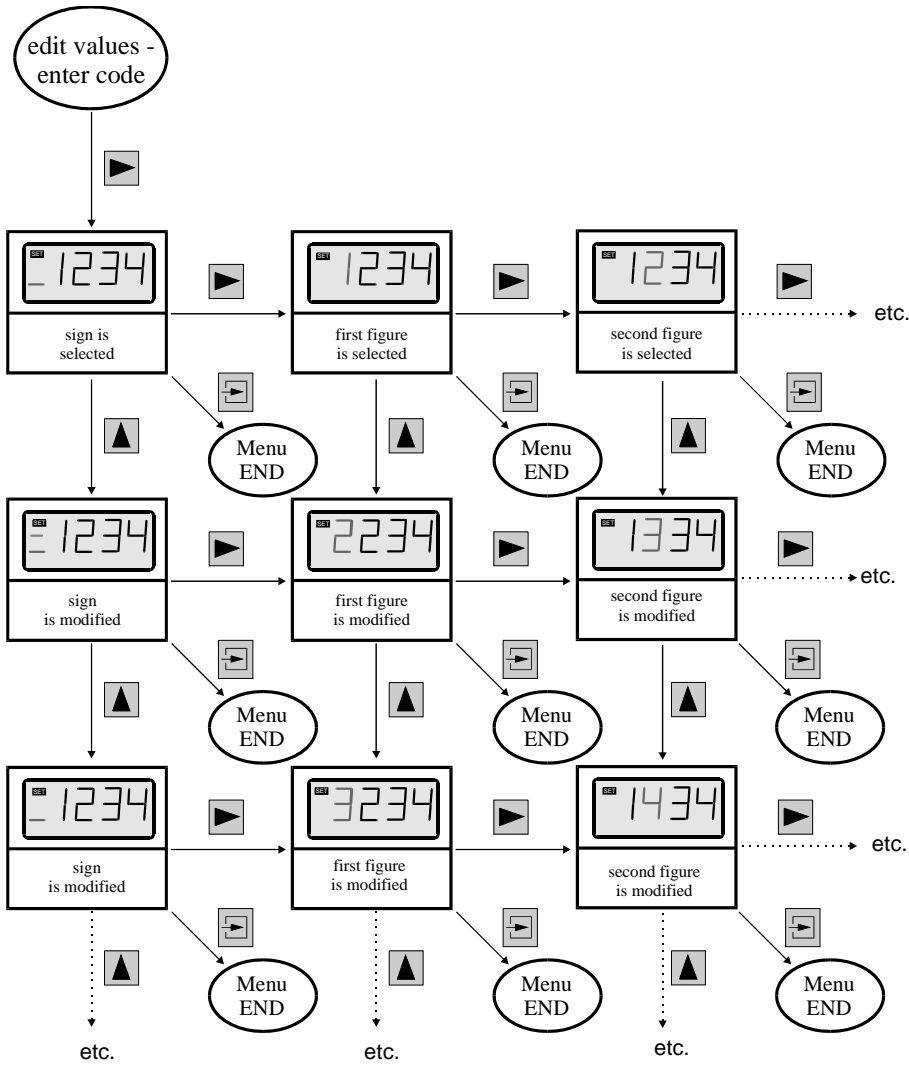 edit values -
enter code
SET
_ 1234
sign is
selected
SET
1234
first figure
is selected
SET
1234
second figure
is selected
etc.
Menu
END
Menu
END
Menu
END
SET
1234
sign
is modified
SET
2234
first figure
is modified
SET
1334
second figure
is modified
etc.
Menu
END
Menu
END
Menu
END
SET
_ 1234
sign
is modified
SET
3234
first figure
is modified
SET
1434
second figure
is modified
etc.
Menu
END
Menu
END
Menu
END
etc.
etc.
etc.